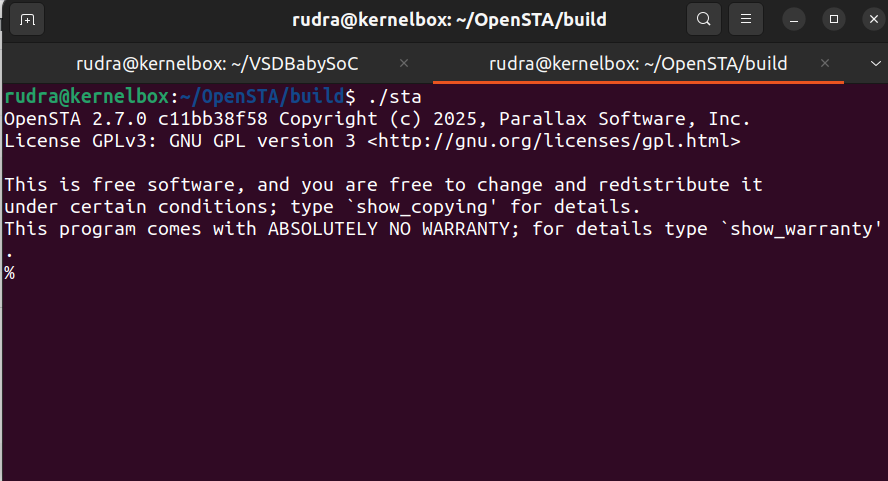 rudra@kernelbox: ~/OpenSTA/build
rudra@kernelbox: ~/VSDBabySoC
rudra@kernelbox: ~/OpenSTA/build
rudra@kernelbox:~/OpenSTA/build$ ./sta
OpenSTA 2.7.0 c11bb38f58 Copyright (c) 2025, Parallax Software, Inc.
License GPLv3: GNU GPL version 3 <http://gnu.org/licenses/gpl.html>
This is free software, and you are free to change and redistribute it
under certain conditions; type `show_copying' for details.
This program comes with ABSOLUTELY NO WARRANTY; for details type `show_warranty'
.
%